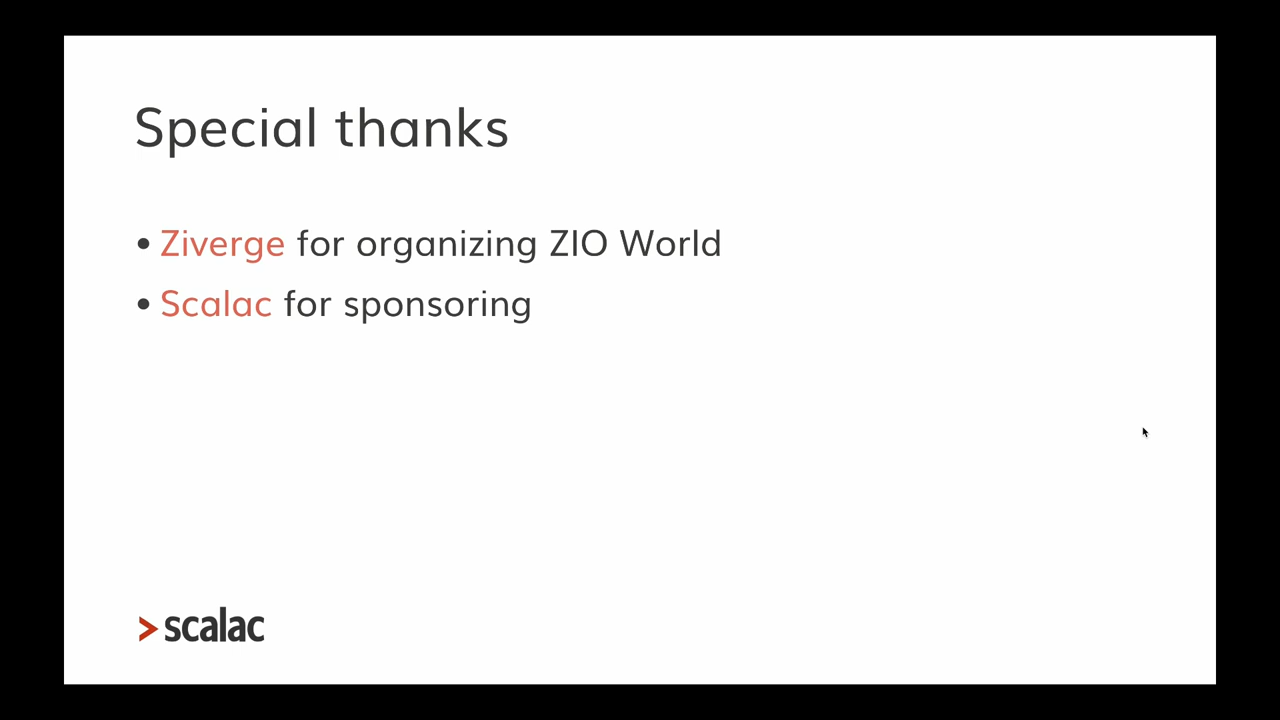 Special thanks
• Ziverge for organizing ZIO World
• Scalac for sponsoring
> scalac